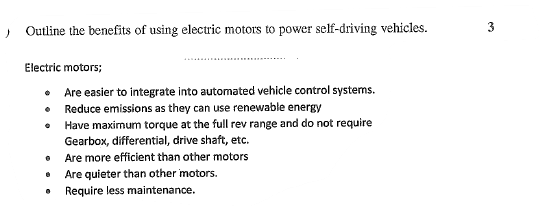 ) Outline the benefits of using electric motors to power self-driving vehicles. 3
Electric motors;
• Are easier to integrate into automated vehicle control systems.
• Reduce emissions as they can use renewable energy
• Have maximum torque at the full rev range and do not require
Gearbox, differential, drive shaft, etc.
• Are more efficient than other motors
• Are quieter than other motors.
• Require less maintenance.